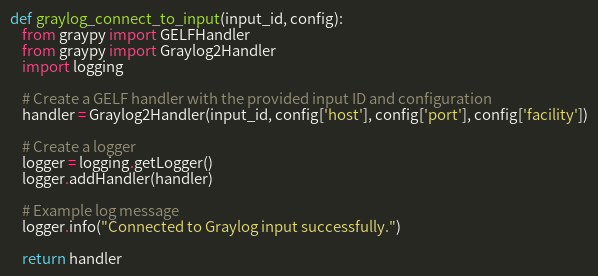 def graylog_connect_to_input(input_id, config):
from graypy import GELFHandler
from graypy import Graylog2Handler
import logging
# Create a GELF handler with the provided input ID and configuration
handler = Graylog2Handler(input_id, config['host'], config['port'], config['facility'])
# Create a logger
logger = logging.getLogger()
logger.addHandler(handler)
# Example log message
logger.info("Connected to Graylog input successfully.")
return handler